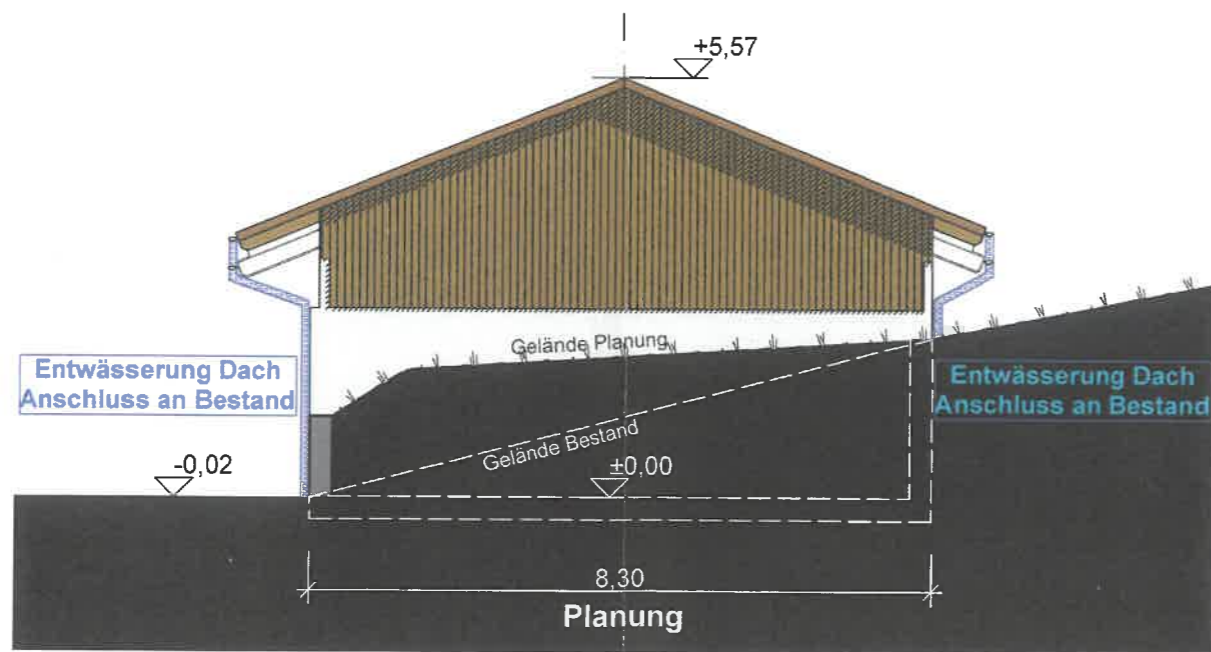 +5,57
Gelände Planung
Entwässerung Dach
Anschluss an Bestand
Entwässerung Dach
Anschluss an Bestand
Gelände Bestand
-0,02
±0,00
8,30
Planung